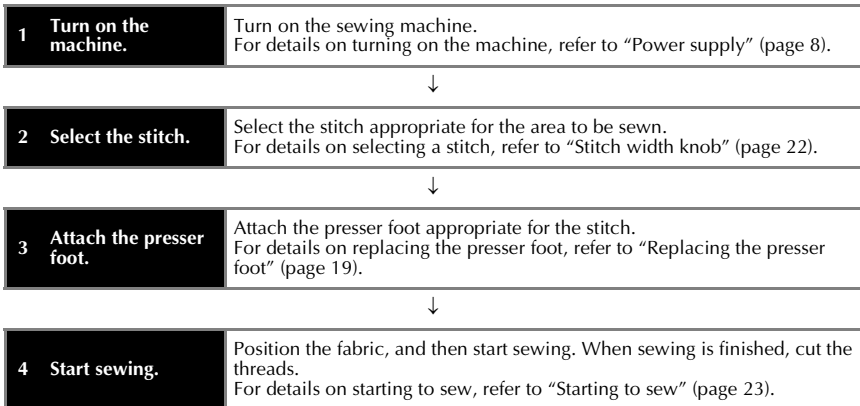 1 Turn on the machine.
Turn on the sewing machine.
For details on turning on the machine, refer to “Power supply” (page 8).
↓
2 Select the stitch.
Select the stitch appropriate for the area to be sewn.
For details on selecting a stitch, refer to “Stitch width knob” (page 22).
↓
3 Attach the presser
foot.
Attach the presser foot appropriate for the stitch.
For details on replacing the presser foot, refer to “Replacing the presser
foot” (page 19).
↓
4 Start sewing.
Position the fabric, and then start sewing. When sewing is finished, cut the
threads.
For details on starting to sew, refer to “Starting to sew” (page 23).